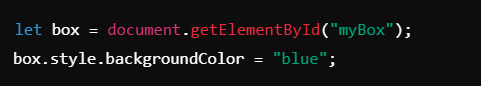 let box = document.getElementById("myBox");
box.style.backgroundColor = "blue";